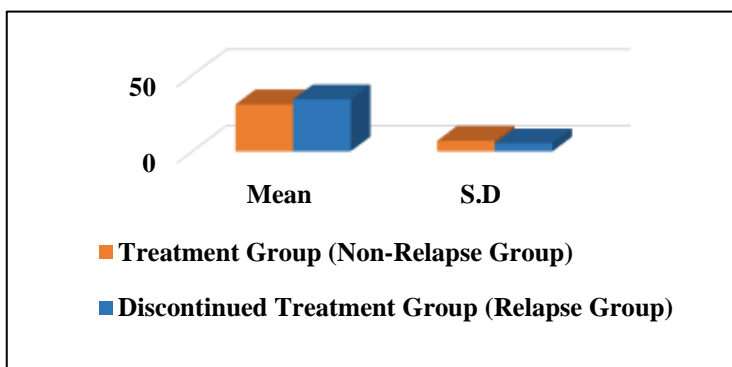 50
0
Mean S.D
Treatment Group (Non-Relapse Group)
Discontinued Treatment Group (Relapse Group)